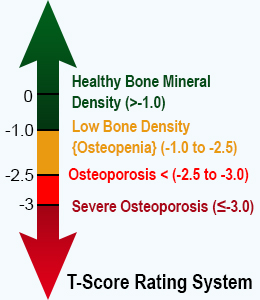 Healthy Bone Mineral
0
Density (>-1.0)
-1.0
Low Bone Density
{Osteopenia} (-1.0 to -2.5)
-2.5
Osteoporosis < (-2.5 to -3.0)
-3
Severe Osteoporosis (≤-3.0)
T-Score Rating System